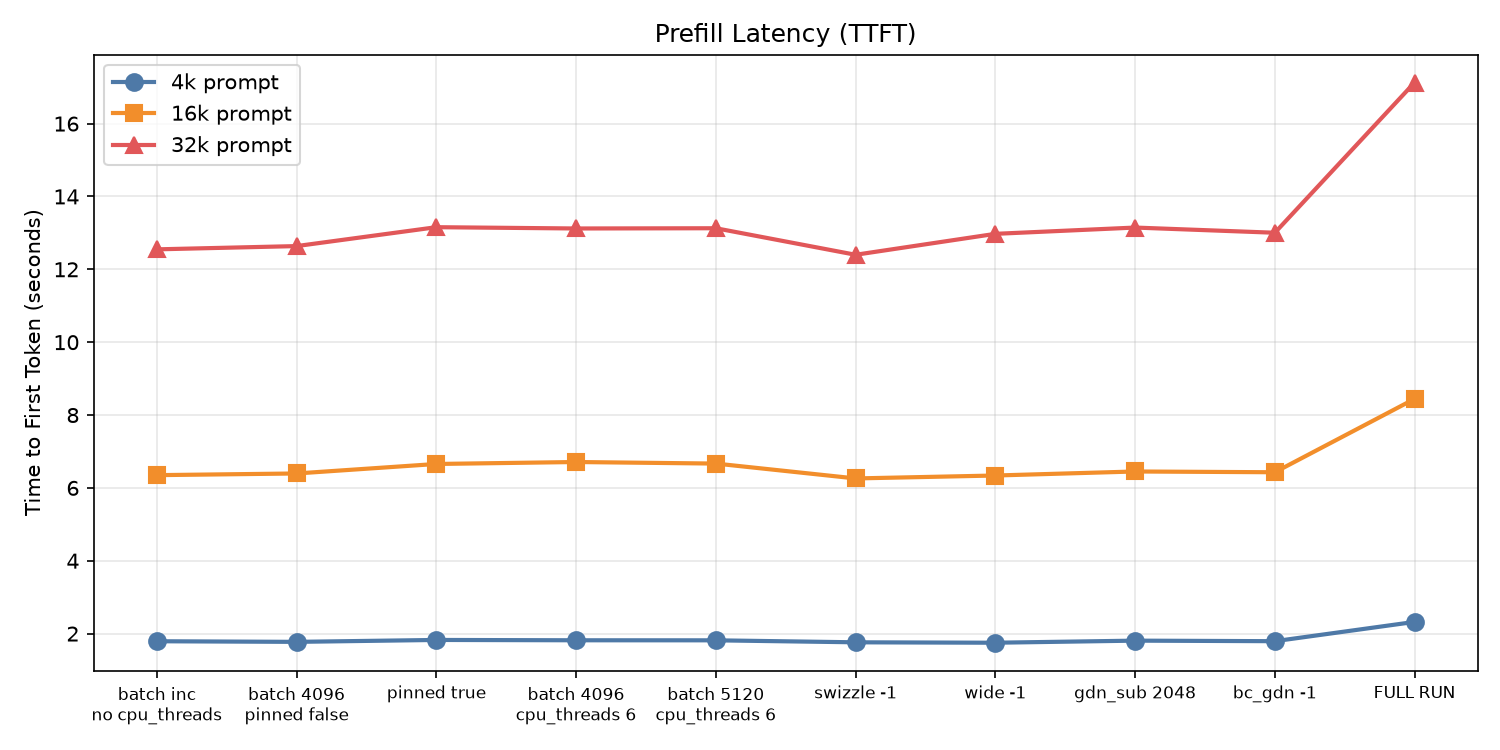 Prefill Latency (TTFT)
4k prompt
16k prompt
32k prompt
Time to First Token (seconds)
16
14
12
10
8
6
4
2
batch inc
no cpu_threads
batch 4096
pinned false
pinned true
batch 4096
cpu_threads 6
batch 5120
cpu_threads 6
swizzle -1
wide -1
gdn_sub 2048
bc_gdn -1
FULL RUN